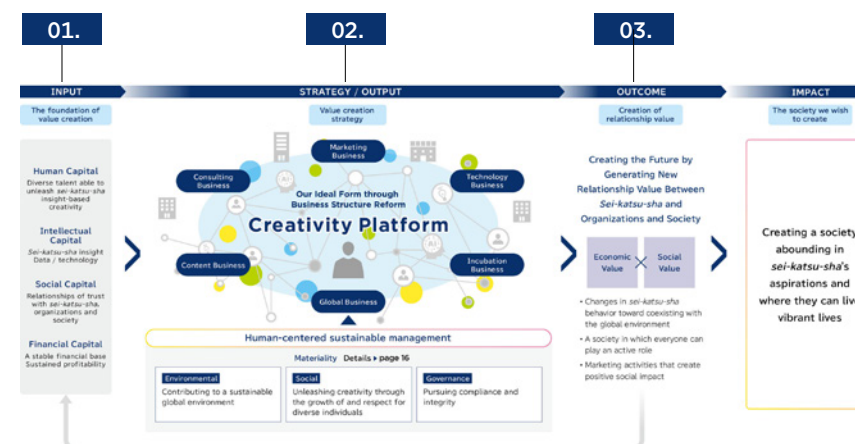 01.
02.
03.
INPUT
STRATEGY / OUTPUT
OUTCOME
IMPACT
The foundation of
value creation
Value creation
strategy
Creation of
relationship value
The society we wish
to create
Human Capital
Diverse talent able to
unleash sei-katsu-sha
insight-based
creativity
Intellectual
Capital
Sei-katsu-sha insight
Data / technology
Social Capital
Relationships of trust
with sei-katsu-sha,
organizations and
society
Financial Capital
A stable financial base
Sustained profitability
Marketing
Business
Consulting
Business
Technology
Business
Our Ideal Form through
Business Structure Reform
Creativity Platform
AI
AI
Content Business
Incubation
Business
Global Business
Human-centered sustainable management
Materiality Details ▸ page 16
Environmental
Contributing to a sustainable
global environment
Social
Unleashing creativity through
the growth of and respect for
diverse individuals
Governance
Pursuing compliance and
integrity
Creating the Future by
Generating New
Relationship Value Between
Sei-katsu-sha and
Organizations and Society
Economic
Value
×
Social
Value
• Changes in sei-katsu-sha
behavior toward coexisting with
the global environment
• A society in which everyone can
play an active role
• Marketing activities that create
positive social impact
Creating a society
abounding in
sei-katsu-sha's
aspirations and
where they can liv
vibrant lives